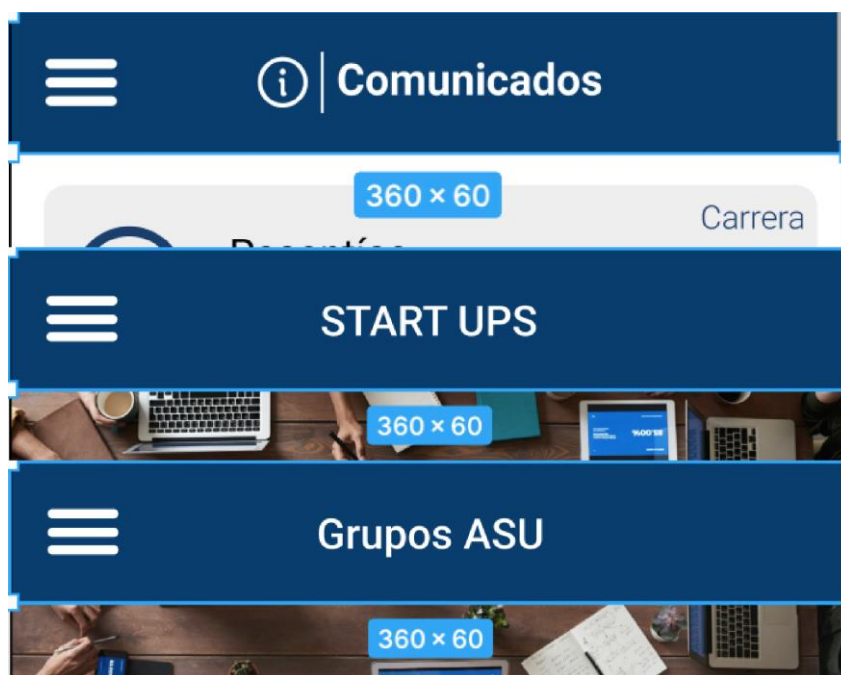 Comunicados
360 × 60
Carrera
START UPS
360 × 60
Grupos ASU
360 × 60